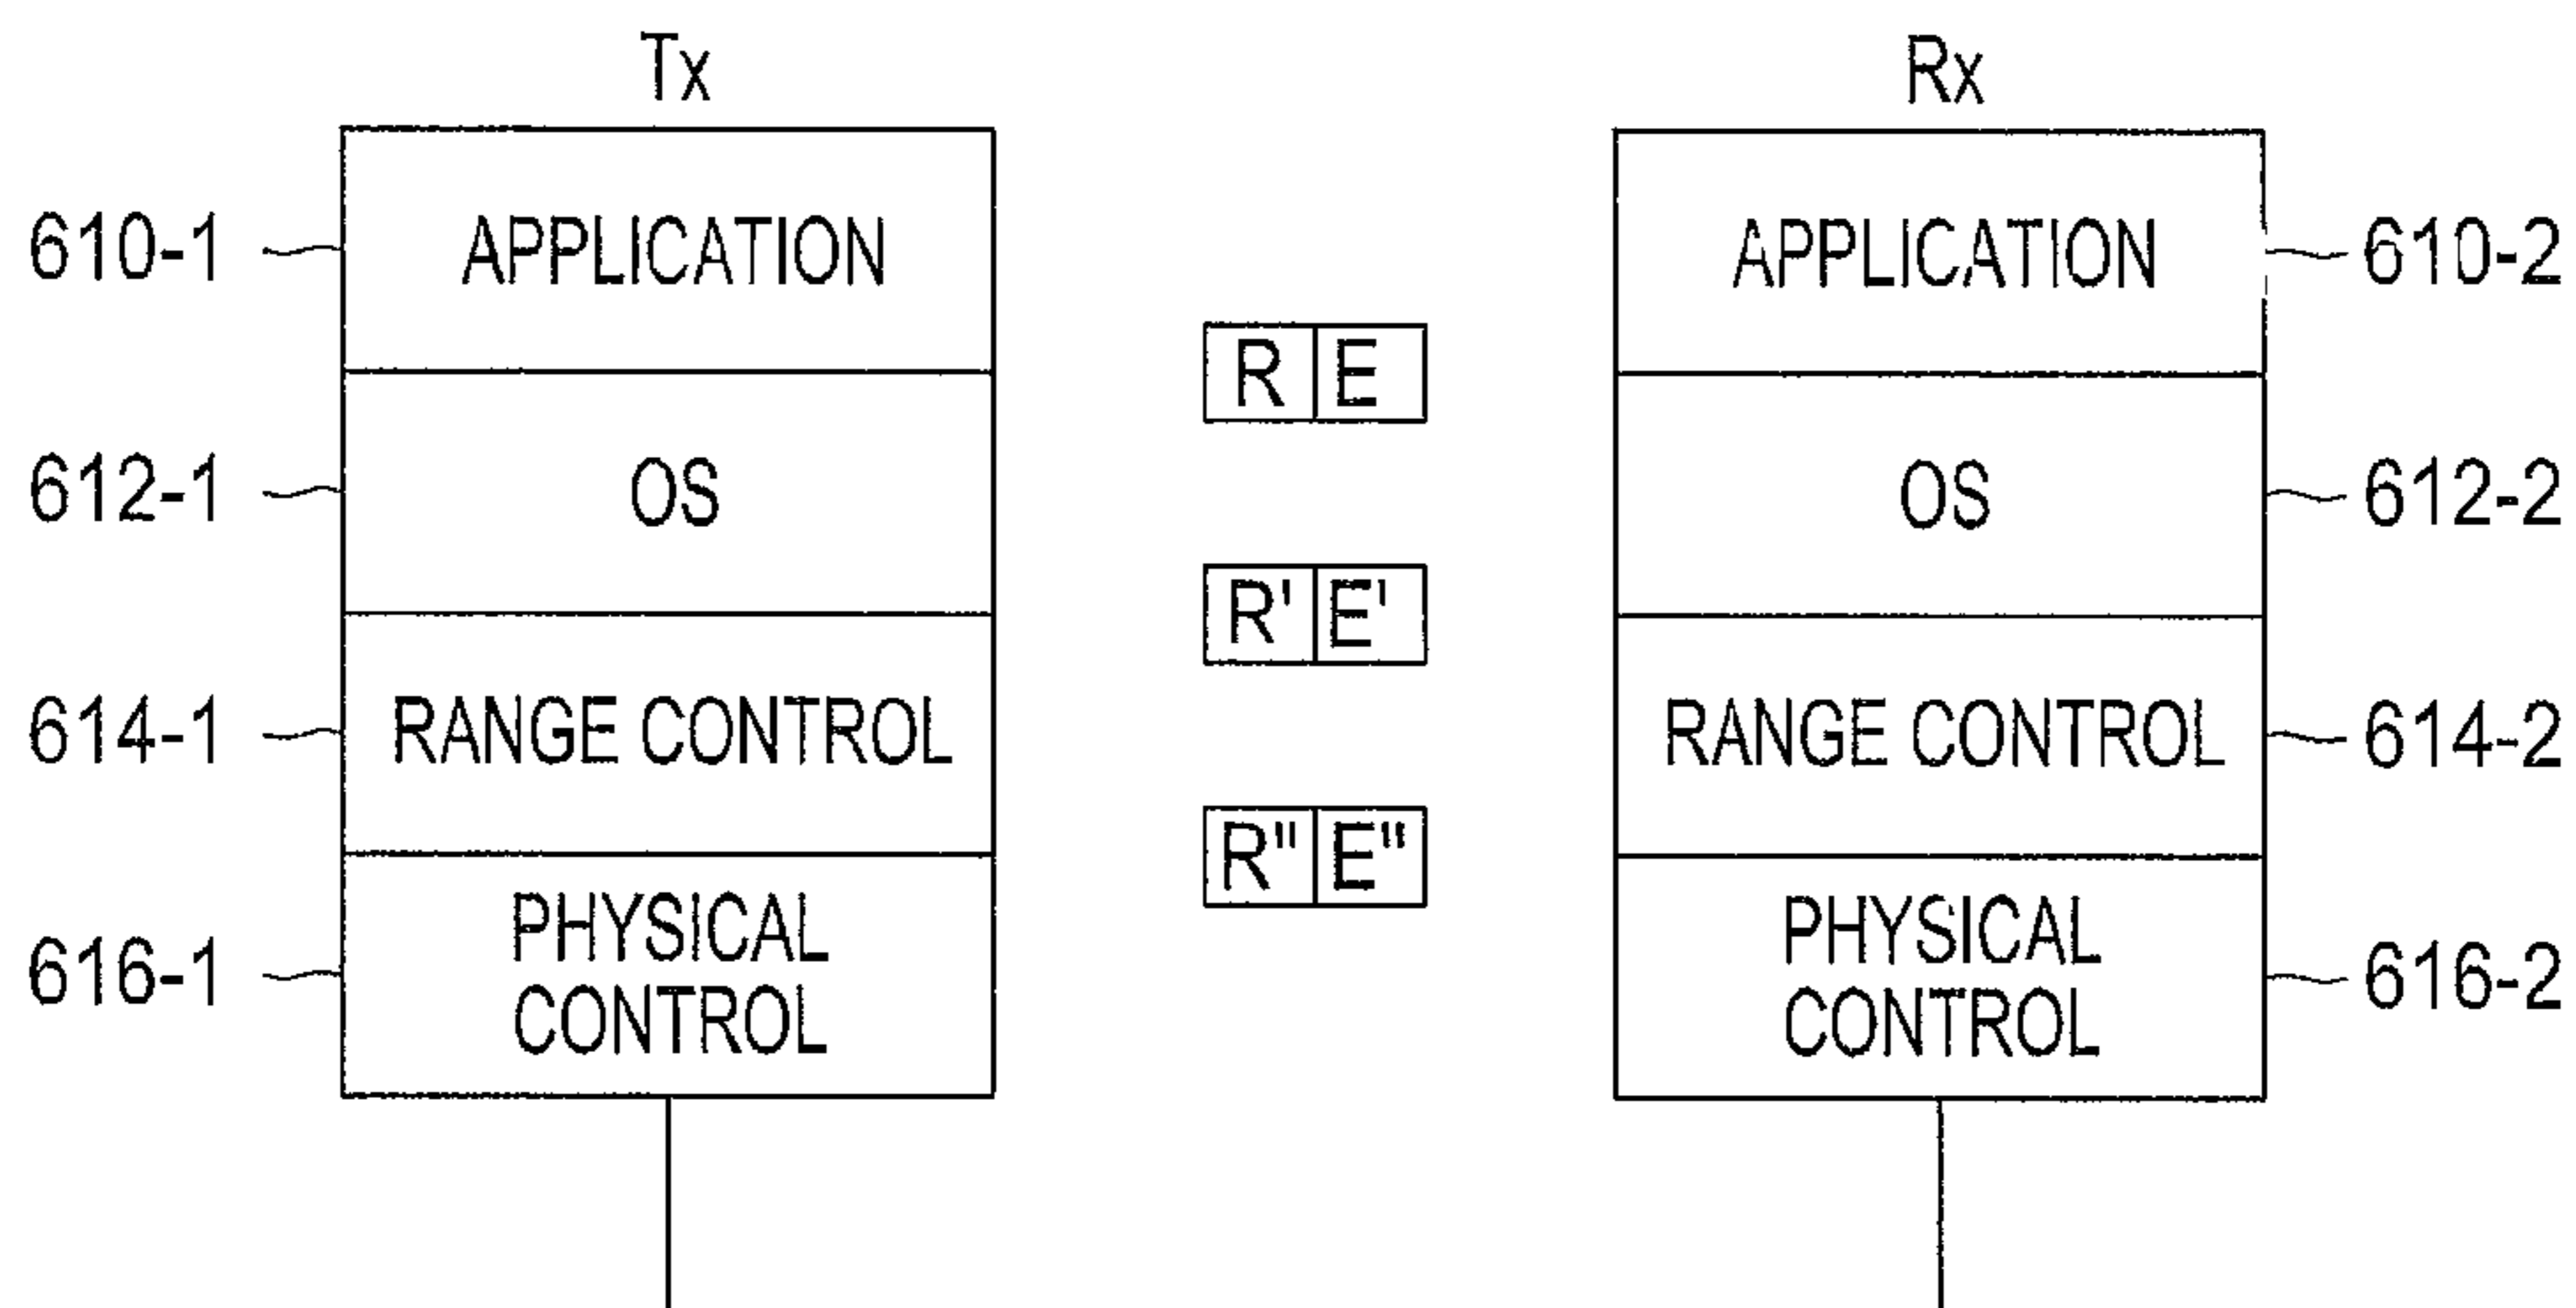 Tx
Rx
610-1
APPLICATION
APPLICATION
610-2
R E
612-1
OS
OS
612-2
R' E'
614-1
RANGE CONTROL
RANGE CONTROL
614-2
R" E"
616-1
PHYSICAL
CONTROL
PHYSICAL
CONTROL
616-2